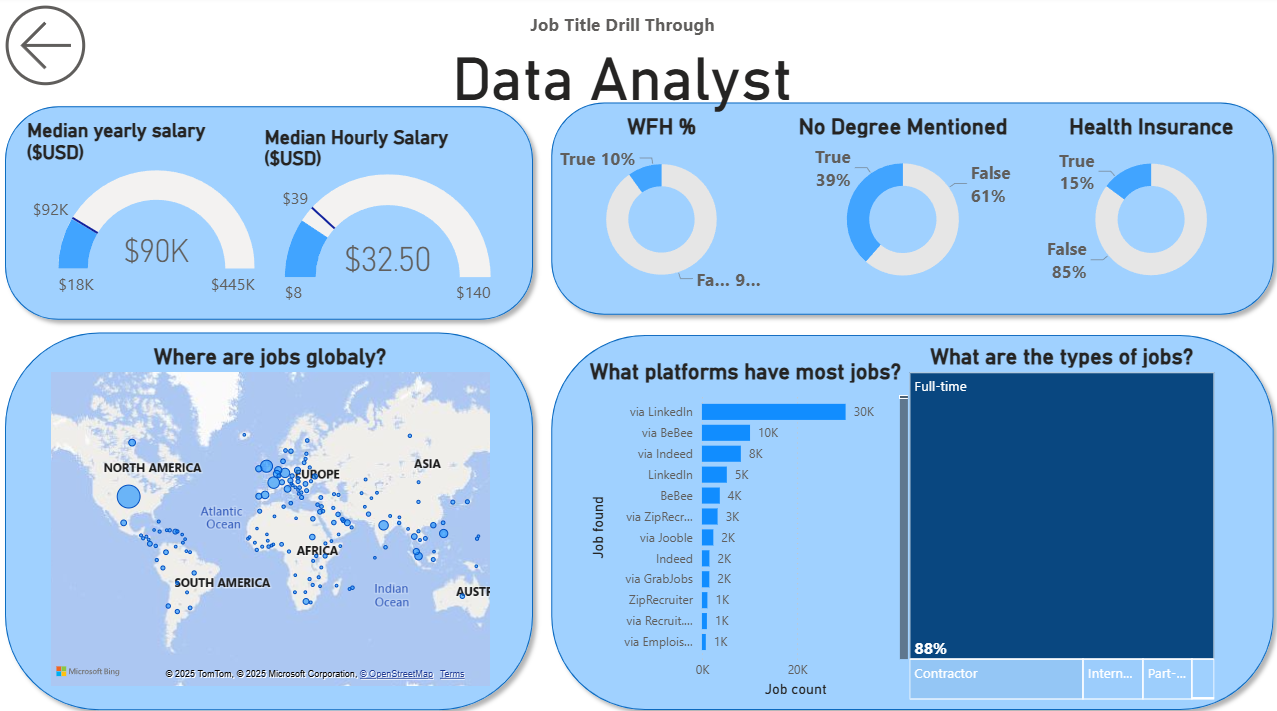 Job Title Drill Through
Data Analyst
Median yearly salary
($USD)
$92K
$90K
$18K
$445K
Median Hourly Salary
($USD)
$39
$32.50
$8
$140
WFH %
True 10%
Fa... 9...
No Degree Mentioned
True
39%
False
61%
Health Insurance
True
15%
False
85%
Where are jobs globaly?
NORTH AMERICA
EUROPE
ASIA
Atlantic
Ocean
AFRICA
SOUTH AMERICA
Indian
Ocean
AUSTR
Microsoft Bing
© 2025 TomTom, © 2025 Microsoft Corporation, © OpenStreetMap Terms
What platforms have most jobs?
Job found
via LinkedIn 30K
via BeBee 10K
via Indeed 8K
LinkedIn 5K
BeBee 4K
via ZipRecr... 3K
via Jooble 2K
Indeed 2K
via GrabJobs 2K
ZipRecruiter 1K
via Recruit.... 1K
via Emplois... 1K
0K 20K
Job count
What are the types of jobs?
Full-time
88%
Contractor
Intern...
Part-...